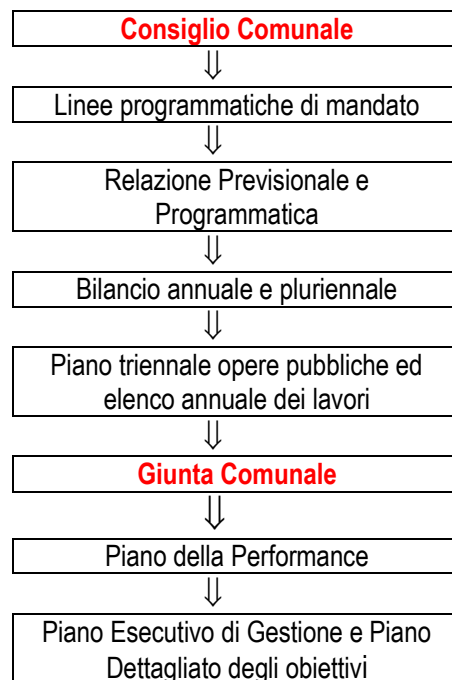 Consiglio Comunale
⇓
Linee programmatiche di mandato
⇓
Relazione Previsionale e
Programmatica
⇓
Bilancio annuale e pluriennale
⇓
Piano triennale opere pubbliche ed
elenco annuale dei lavori
⇓
Giunta Comunale
⇓
Piano della Performance
⇓
Piano Esecutivo di Gestione e Piano
Dettagliato degli obiettivi